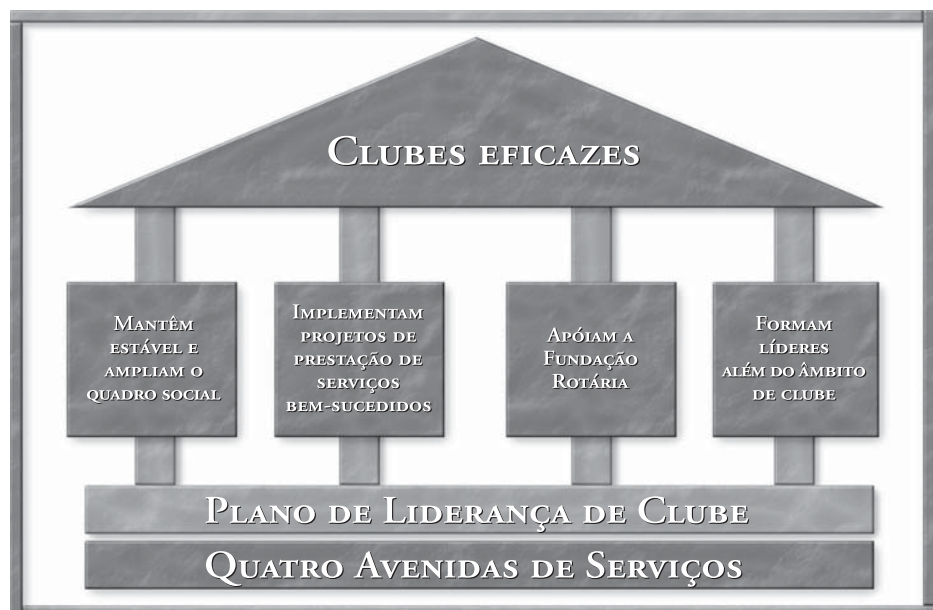 Clubes eficazes
Mantêm
estável e
ampliam o
quadro social
Implementam
projetos de
prestação de
serviços
bem-sucedidos
Apóiam a
Fundação
Rotária
Formam
líderes
além do âmbito
de clube
Plano de Liderança de Clube
Quatro Avenidas de Serviços